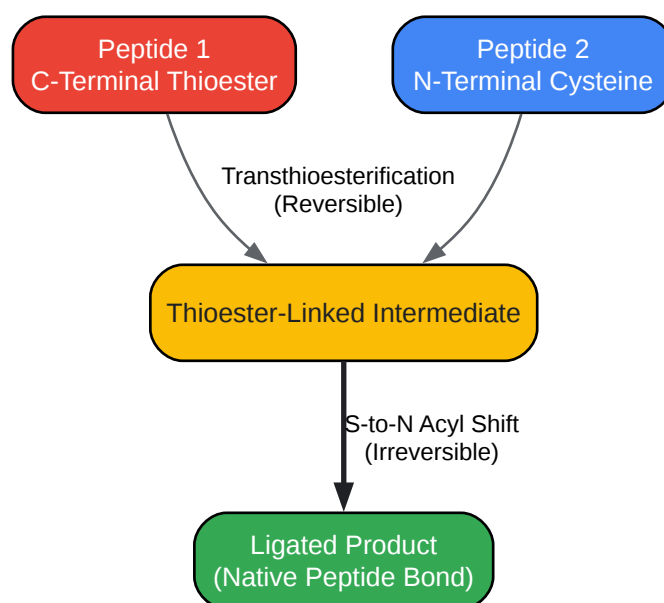 Peptide 1
C-Terminal Thioester
Peptide 2
N-Terminal Cysteine
Transthioesterification
(Reversible)
Thioester-Linked Intermediate
S-to-N Acyl Shift
(Irreversible)
Ligated Product
(Native Peptide Bond)